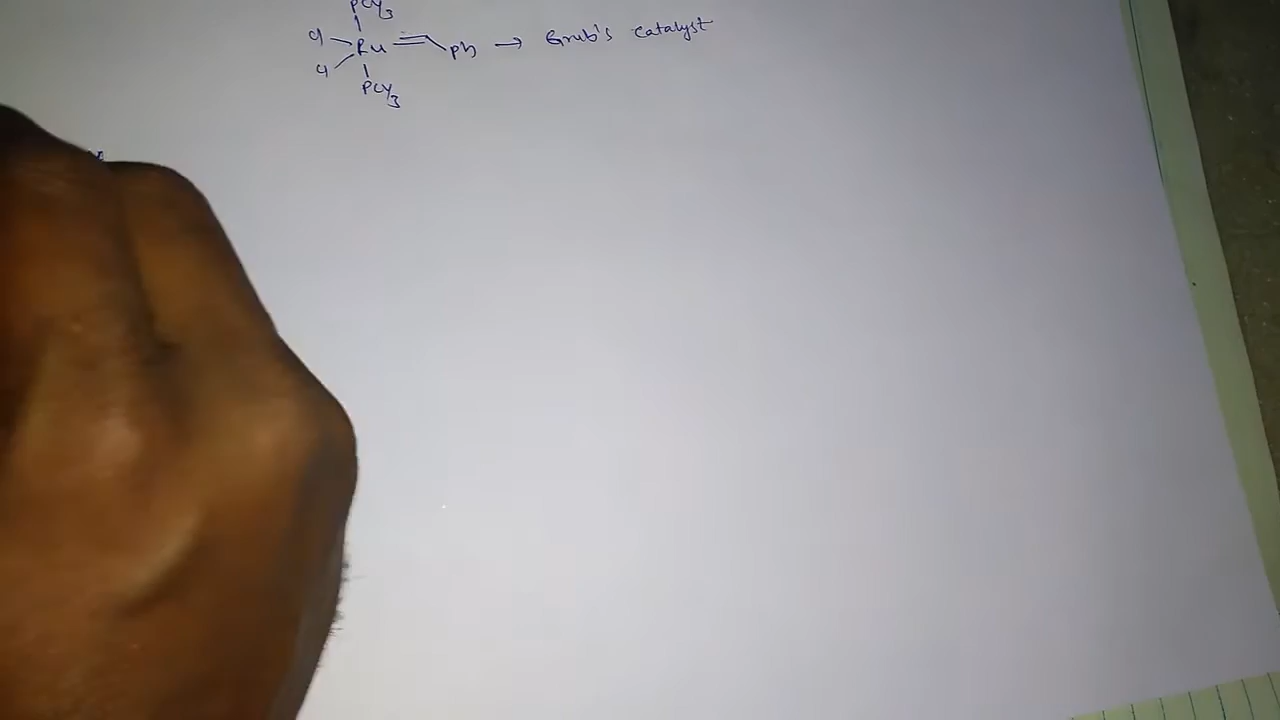 PCy3
Cl
Ru
Ph → Grub's catalyst
Cl
PCy3